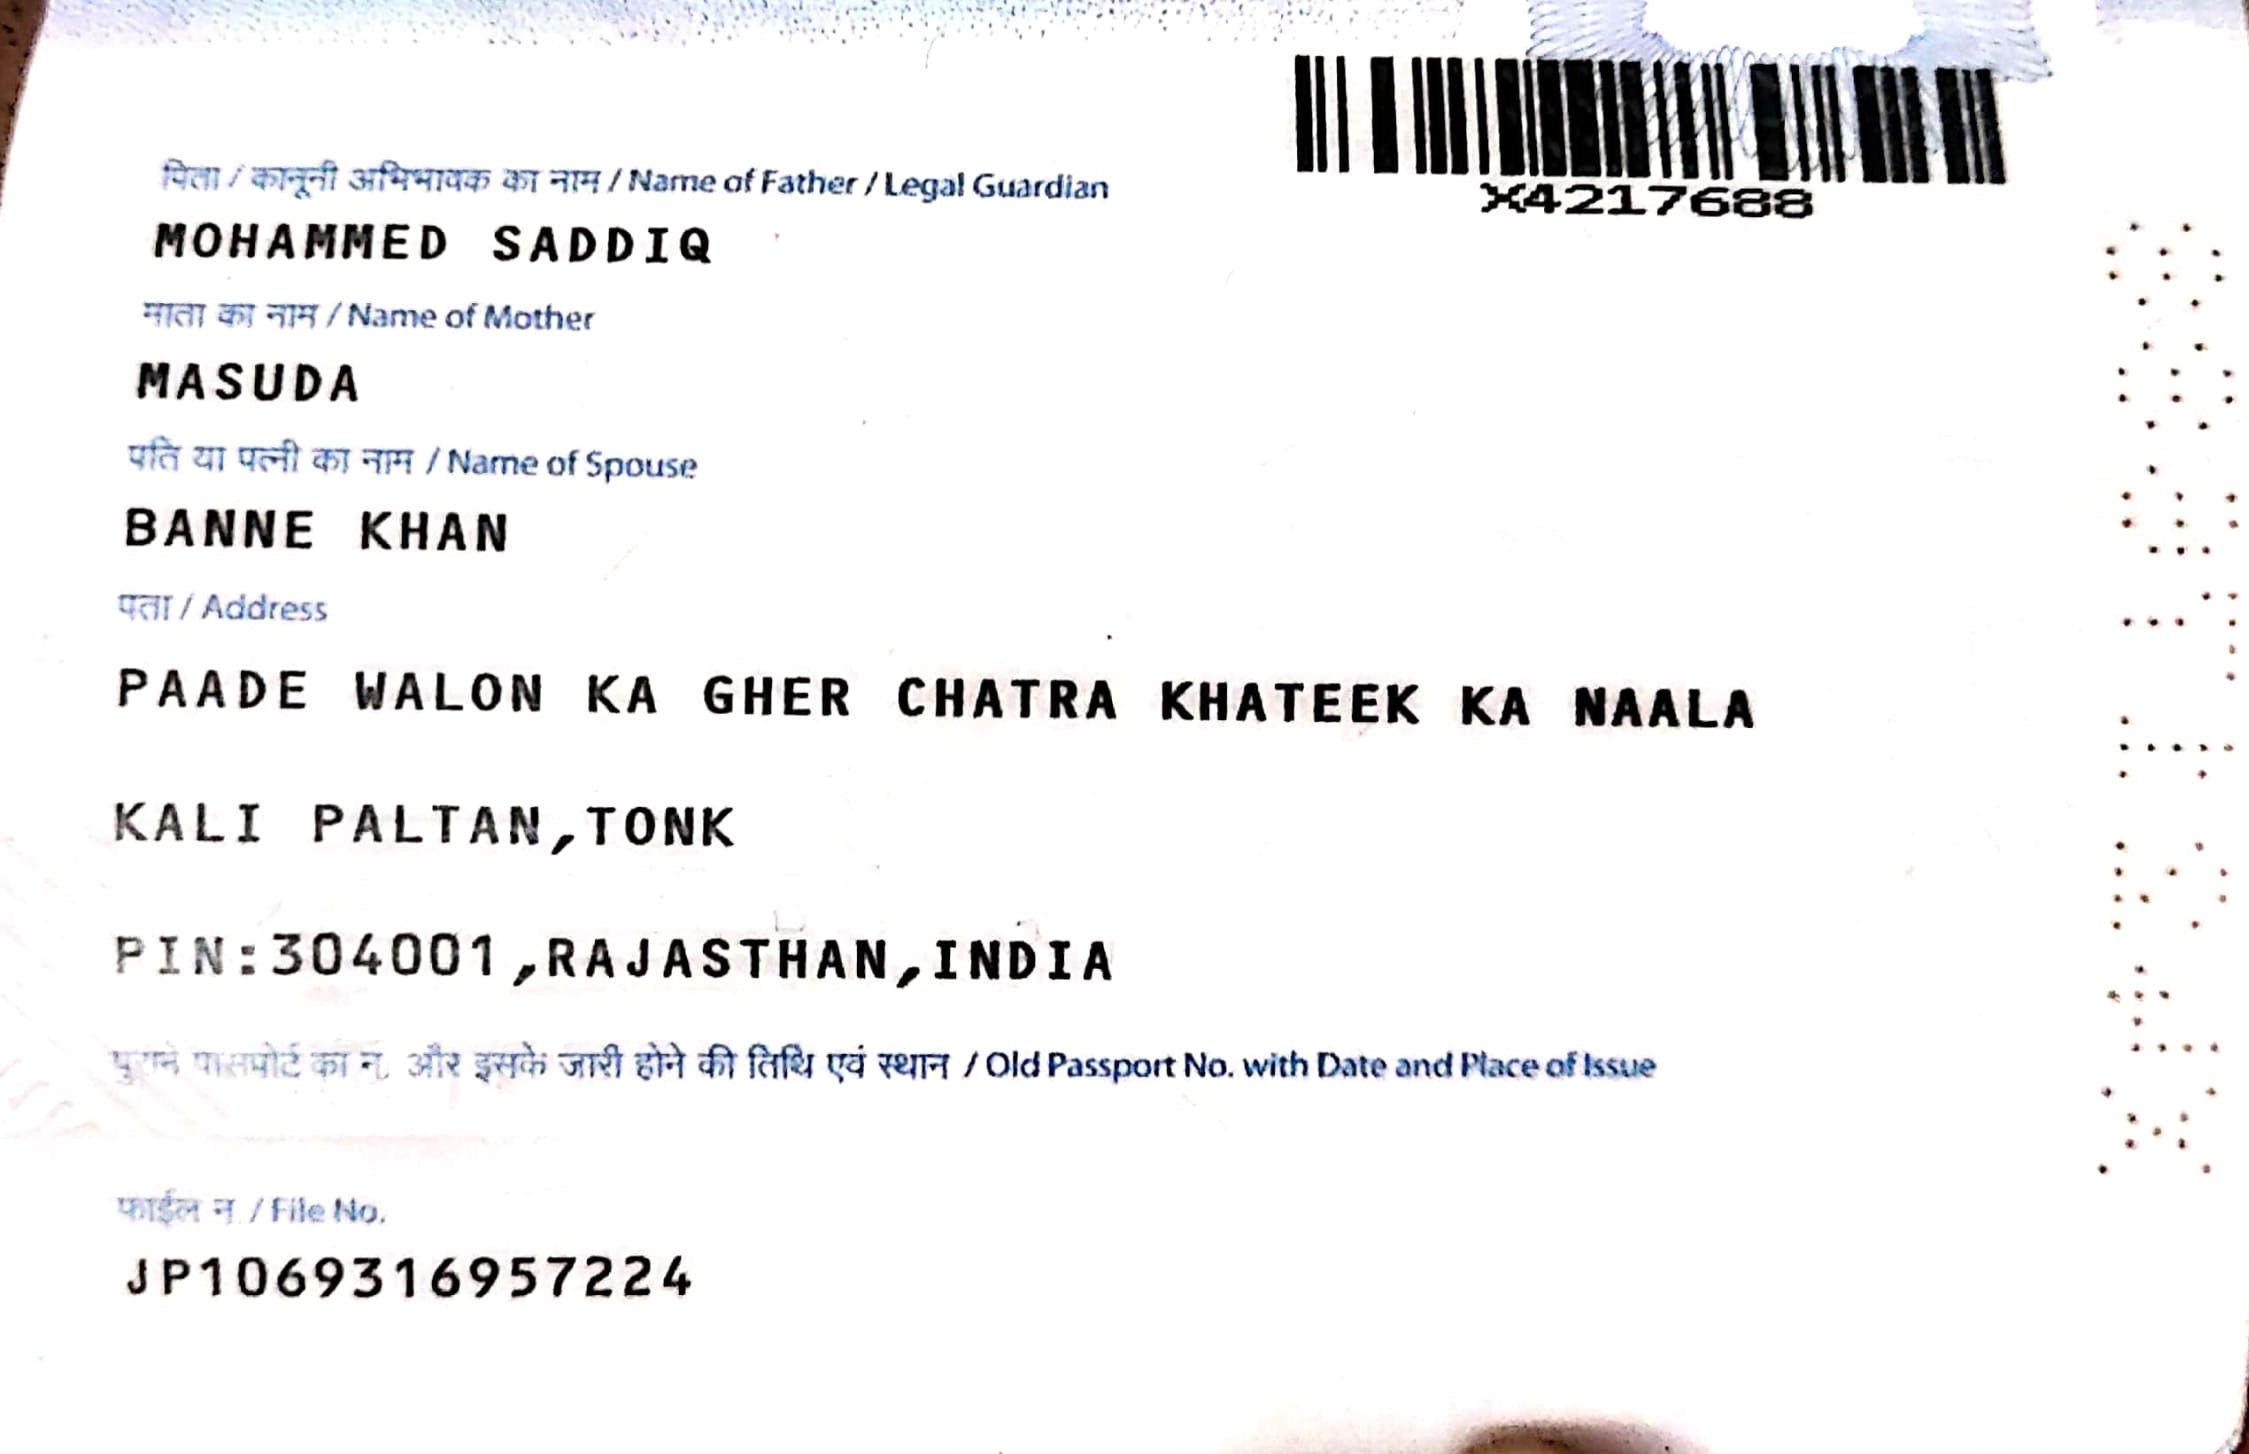 X4217688
पिता / कानूनी अभिभावक का नाम / Name of Father / Legal Guardian
MOHAMMED SADDIQ
माता का नाम / Name of Mother
MASUDA
पति या पत्नी का नाम / Name of Spouse
BANNE KHAN
पता / Address
PAADE WALON KA GHER CHATRA KHATEEK KA NAALA
KALI PALTAN,TONK
PIN:304001,RAJASTHAN,INDIA
पुराने पासपोर्ट का न. और इसके जारी होने की तिथि एवं स्थान / Old Passport No. with Date and Place of Issue
फाईल न. / File No.
JP1069316957224
X4217688